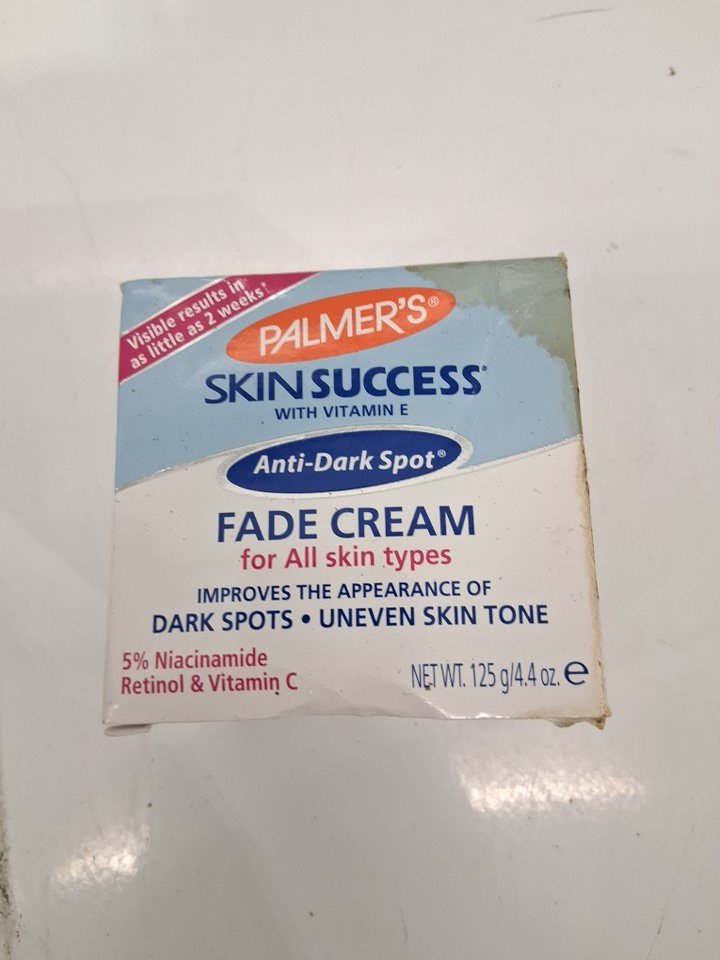 Visible results in
as little as 2 weeks*
PALMER'S®
SKIN SUCCESS®
WITH VITAMIN E
Anti-Dark Spot®
FADE CREAM
for All skin types
IMPROVES THE APPEARANCE OF
DARK SPOTS • UNEVEN SKIN TONE
5% Niacinamide
Retinol & Vitamin C
NET WT. 125 g/4.4 oz. ℮